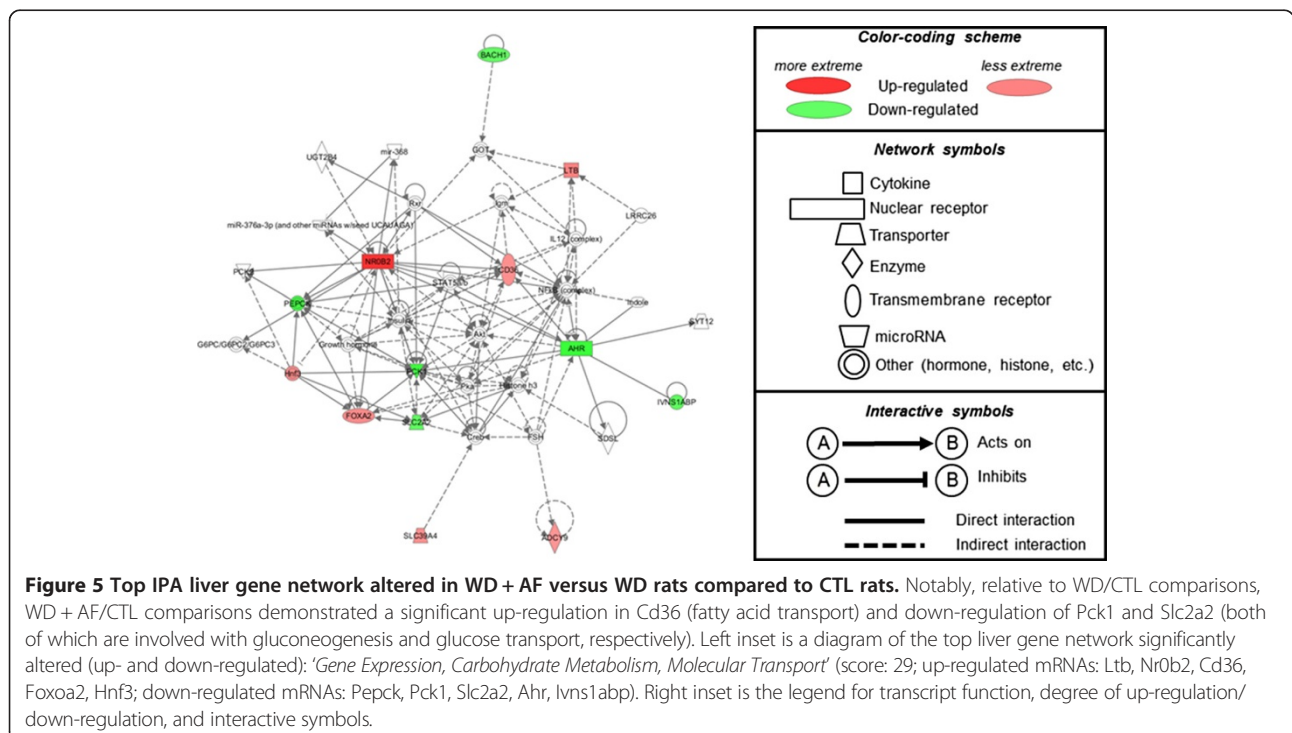 BACH1
UGT2B4
mir-368
GOT
LTB
Rxr
LRRC26
miR-376a-3p (and other miRNAs w/seed UCAUAGA)
IL12 (complex)
NR0B2
CD36
STAT5a/b
NFkB (complex)
Indole
PEPCK
Insulin
Akt
SYT12
G6PC/G6PC2/G6PC3
Growth hormone
AHR
Hnf3
PCK1
Pka
Histone h3
IVNS1ABP
FOXA2
Creb
FSH
SDSL
SLC39A4
ADCY9
Color-coding scheme
more extreme less extreme
Up-regulated
Down-regulated
Network symbols
Cytokine
Nuclear receptor
Transporter
Enzyme
Transmembrane receptor
microRNA
Other (hormone, histone, etc.)
Interactive symbols
A B Acts on
A B Inhibits
Direct interaction
Indirect interaction
Figure 5 Top IPA liver gene network altered in WD + AF versus WD rats compared to CTL rats. Notably, relative to WD/CTL comparisons,
WD + AF/CTL comparisons demonstrated a significant up-regulation in Cd36 (fatty acid transport) and down-regulation of Pck1 and Slc2a2 (both
of which are involved with gluconeogenesis and glucose transport, respectively). Left inset is a diagram of the top liver gene network significantly
altered (up- and down-regulated): ‘Gene Expression, Carbohydrate Metabolism, Molecular Transport’ (score: 29; up-regulated mRNAs: Ltb, Nr0b2, Cd36,
Foxoa2, Hnf3; down-regulated mRNAs: Pepck, Pck1, Slc2a2, Ahr, Ivns1abp). Right inset is the legend for transcript function, degree of up-regulation/
down-regulation, and interactive symbols.